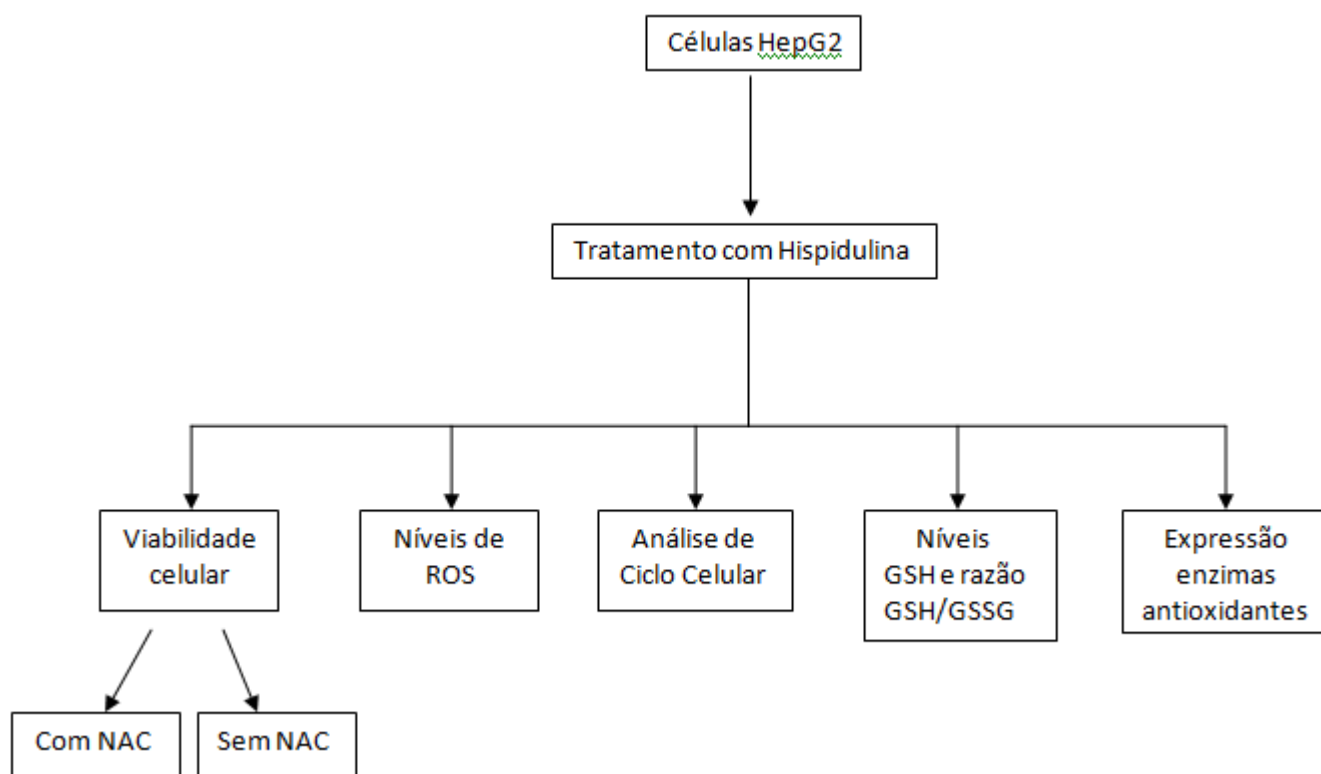 Células HepG2
Tratamento com Hispidulina
Viabilidade
celular
Níveis de
ROS
Análise de
Ciclo Celular
Níveis
GSH e razão
GSH/GSSG
Expressão
enzimas
antioxidantes
Com NAC
Sem NAC